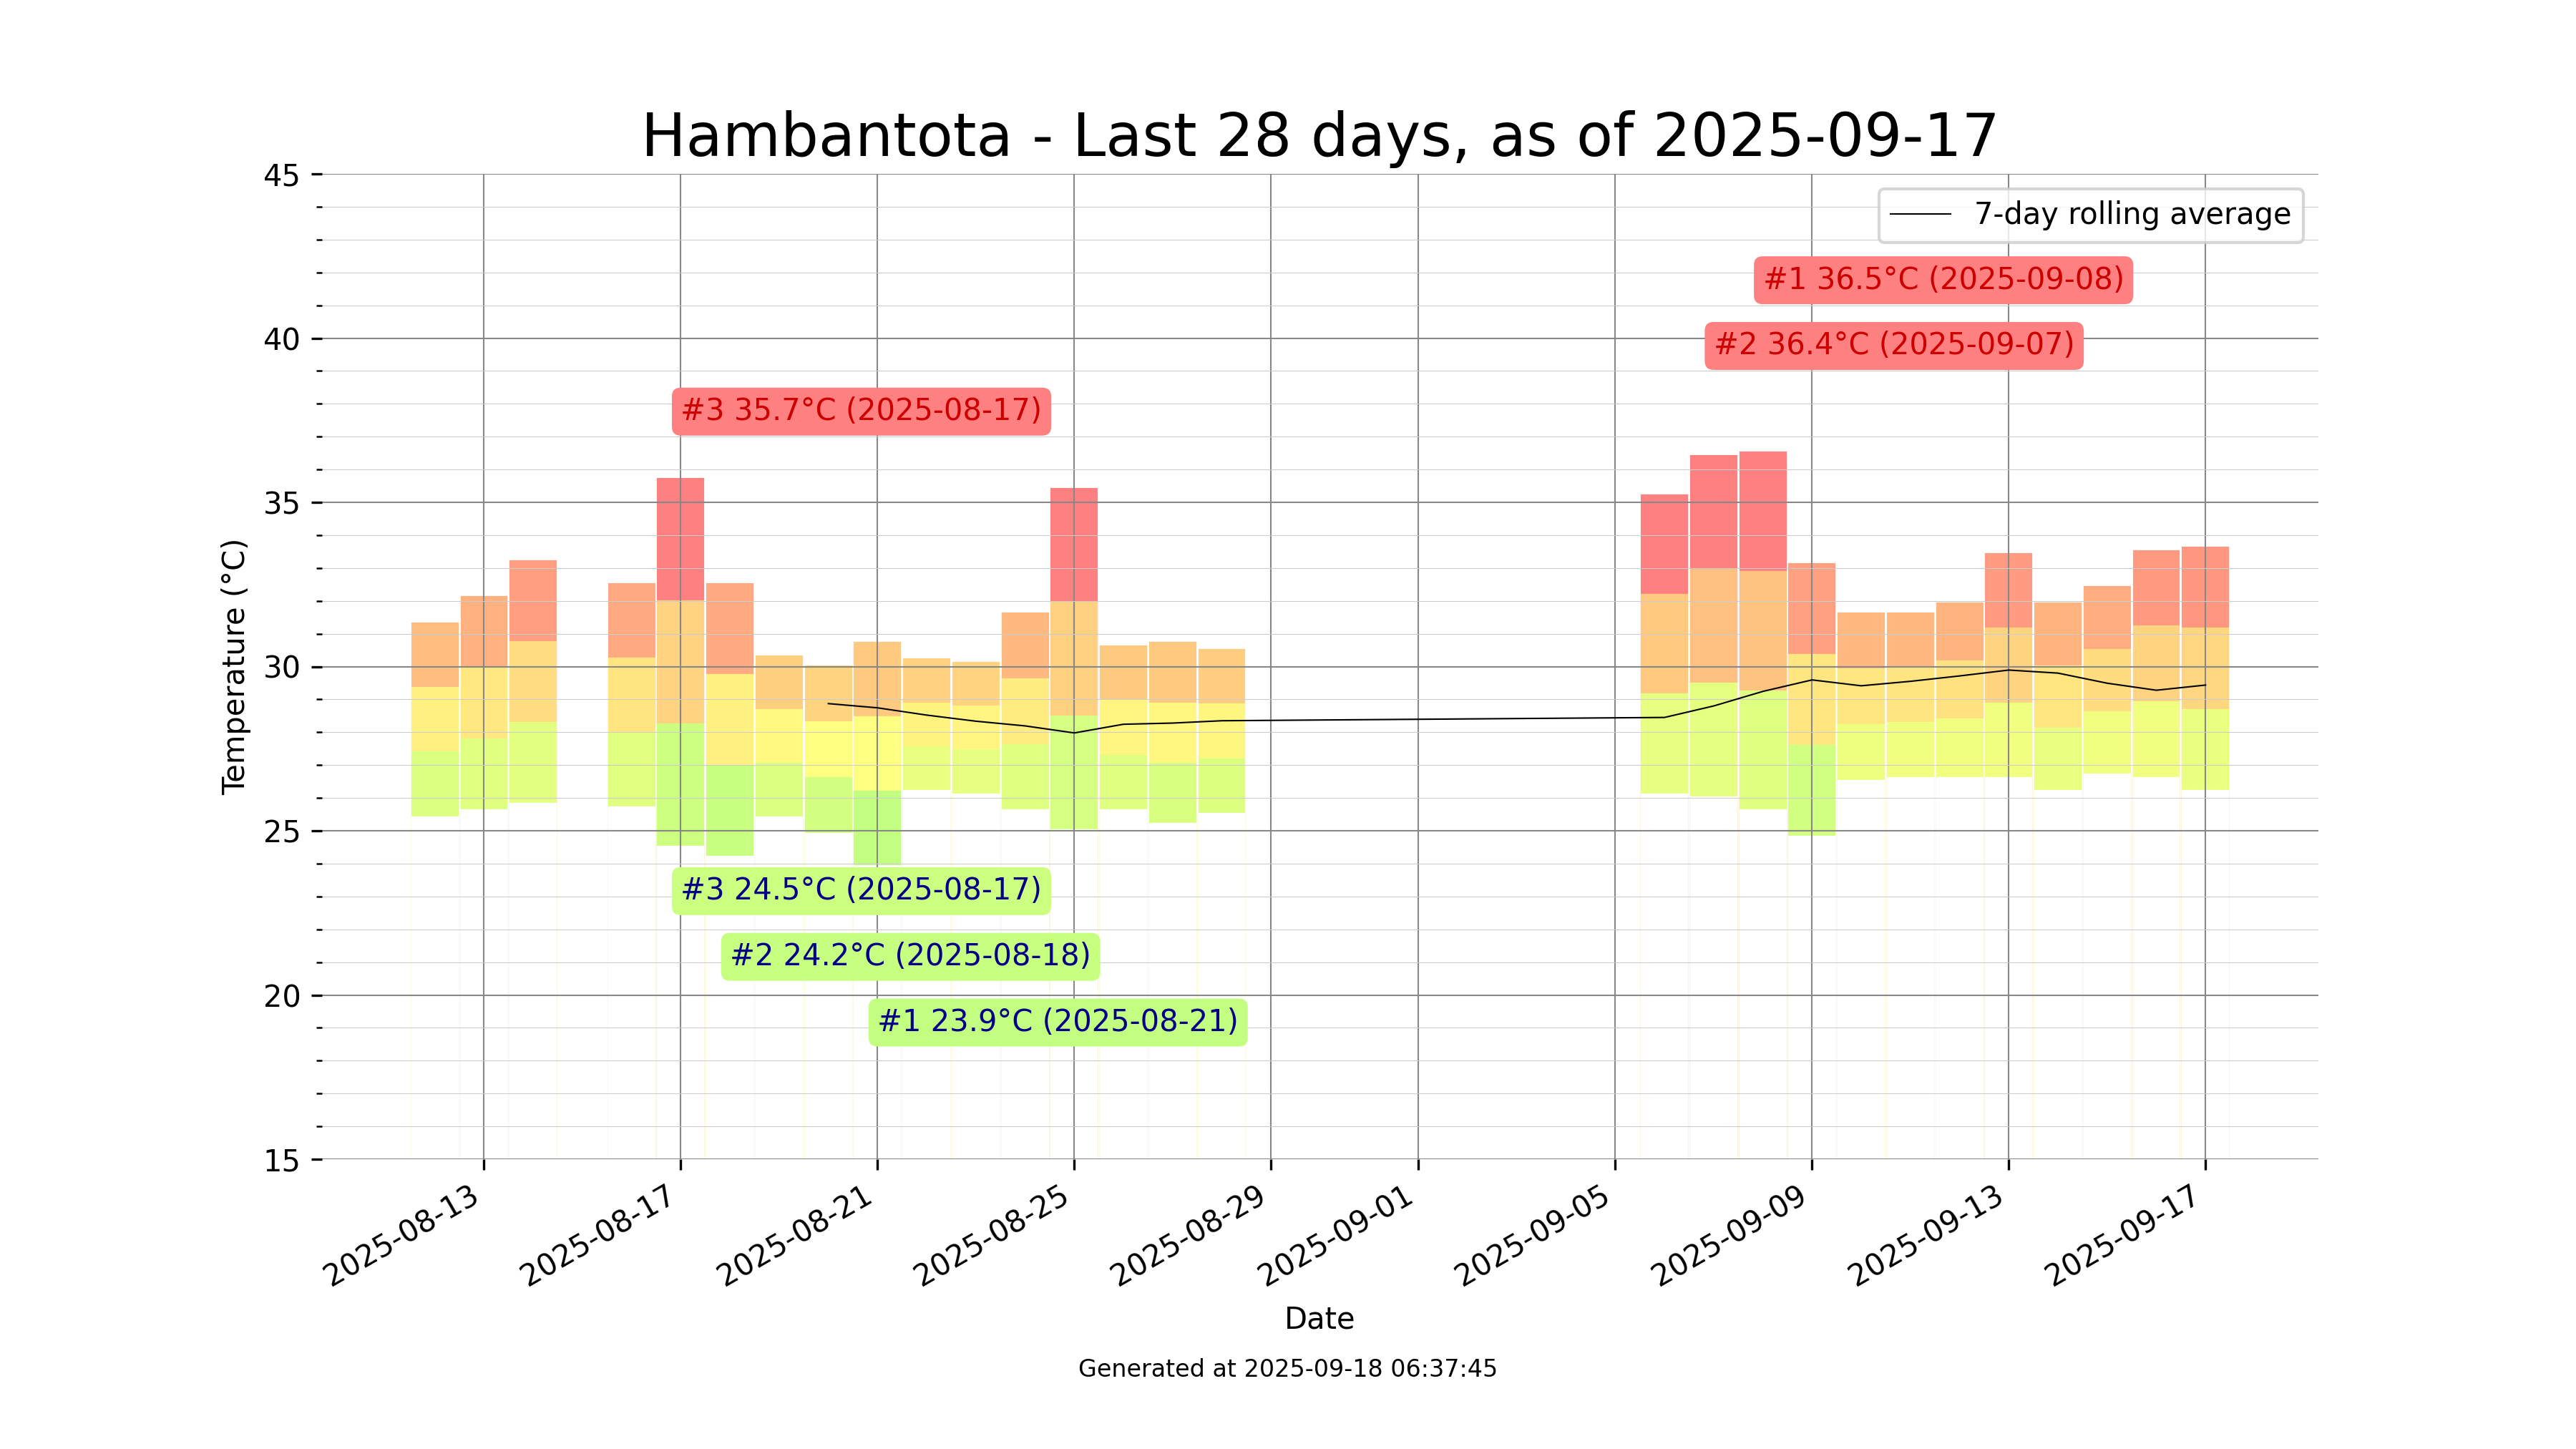 Hambantota - Last 28 days, as of 2025-09-17
7-day rolling average
#1 36.5°C (2025-09-08)
#2 36.4°C (2025-09-07)
#3 35.7°C (2025-08-17)
#3 24.5°C (2025-08-17)
#2 24.2°C (2025-08-18)
#1 23.9°C (2025-08-21)
Temperature (°C)
45
40
35
30
25
20
15
2025-08-13
2025-08-17
2025-08-21
2025-08-25
2025-08-29
2025-09-01
2025-09-05
2025-09-09
2025-09-13
2025-09-17
Date
Generated at 2025-09-18 06:37:45